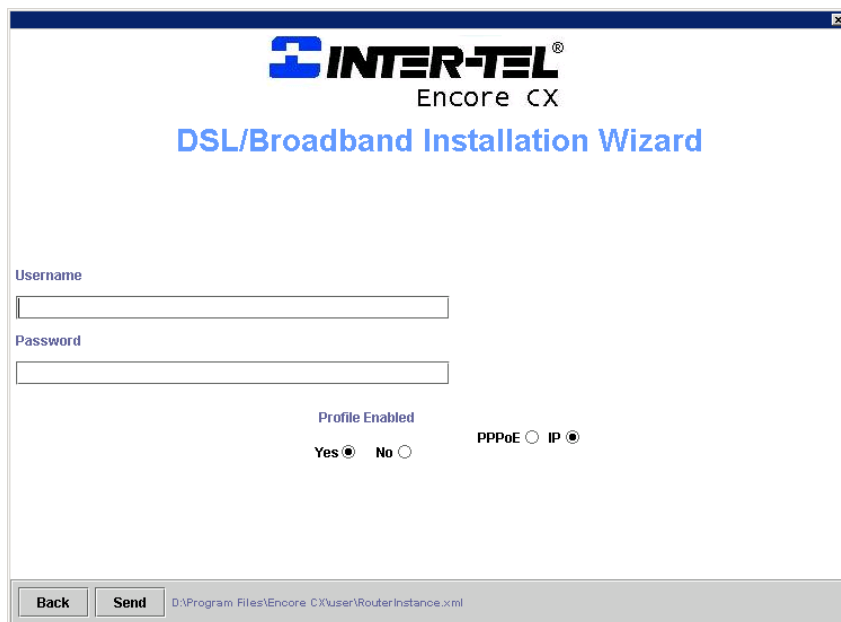 INTER-TEL®
Encore CX
DSL/Broadband Installation Wizard
Username
Password
Profile Enabled
Yes No PPPoE IP
Back Send D:\Program Files\Encore CX\user\RouterInstance.xml